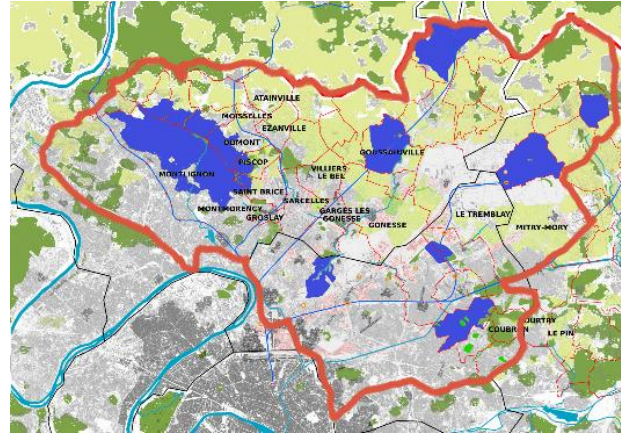 ATAINVILLE
MOISSELLES
EZANVILLE
DOMONT
PISCOP
GOUSSOINVILLE
VILLIERS
LE BEL
MONTLIGNON
SAINT BRICE
SARCELLES
MONTMORENCY
GROSLAY
GARGES LES
GONESSE
GONESSE
LE TREMBLAY
MITRY-MORY
COUBRON
COURTRY
LE PIN